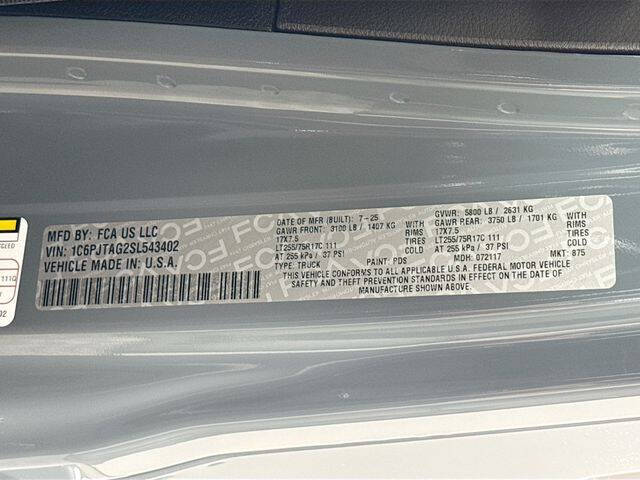 MFD BY: FCA US LLC
VIN: 1C6PJTAG2SL543402
VEHICLE MADE IN: U.S.A.
DATE OF MFR (BUILT): 7-25 GVWR: 5800 LB / 2631 KG
GAWR FRONT: 3100 LB / 1407 KG WITH GAWR REAR: 3750 LB / 1701 KG WITH
17X7.5 RIMS 17X7.5 RIMS
LT255/75R17C 111 TIRES LT255/75R17C 111 TIRES
AT 255 kPa / 37 PSI COLD AT 255 kPa / 37 PSI COLD
TYPE: TRUCK PAINT: PDS MDH: 072117 MKT: 875
THIS VEHICLE CONFORMS TO ALL APPLICABLE U.S.A. FEDERAL MOTOR VEHICLE
SAFETY AND THEFT PREVENTION STANDARDS IN EFFECT ON THE DATE OF
MANUFACTURE SHOWN ABOVE.